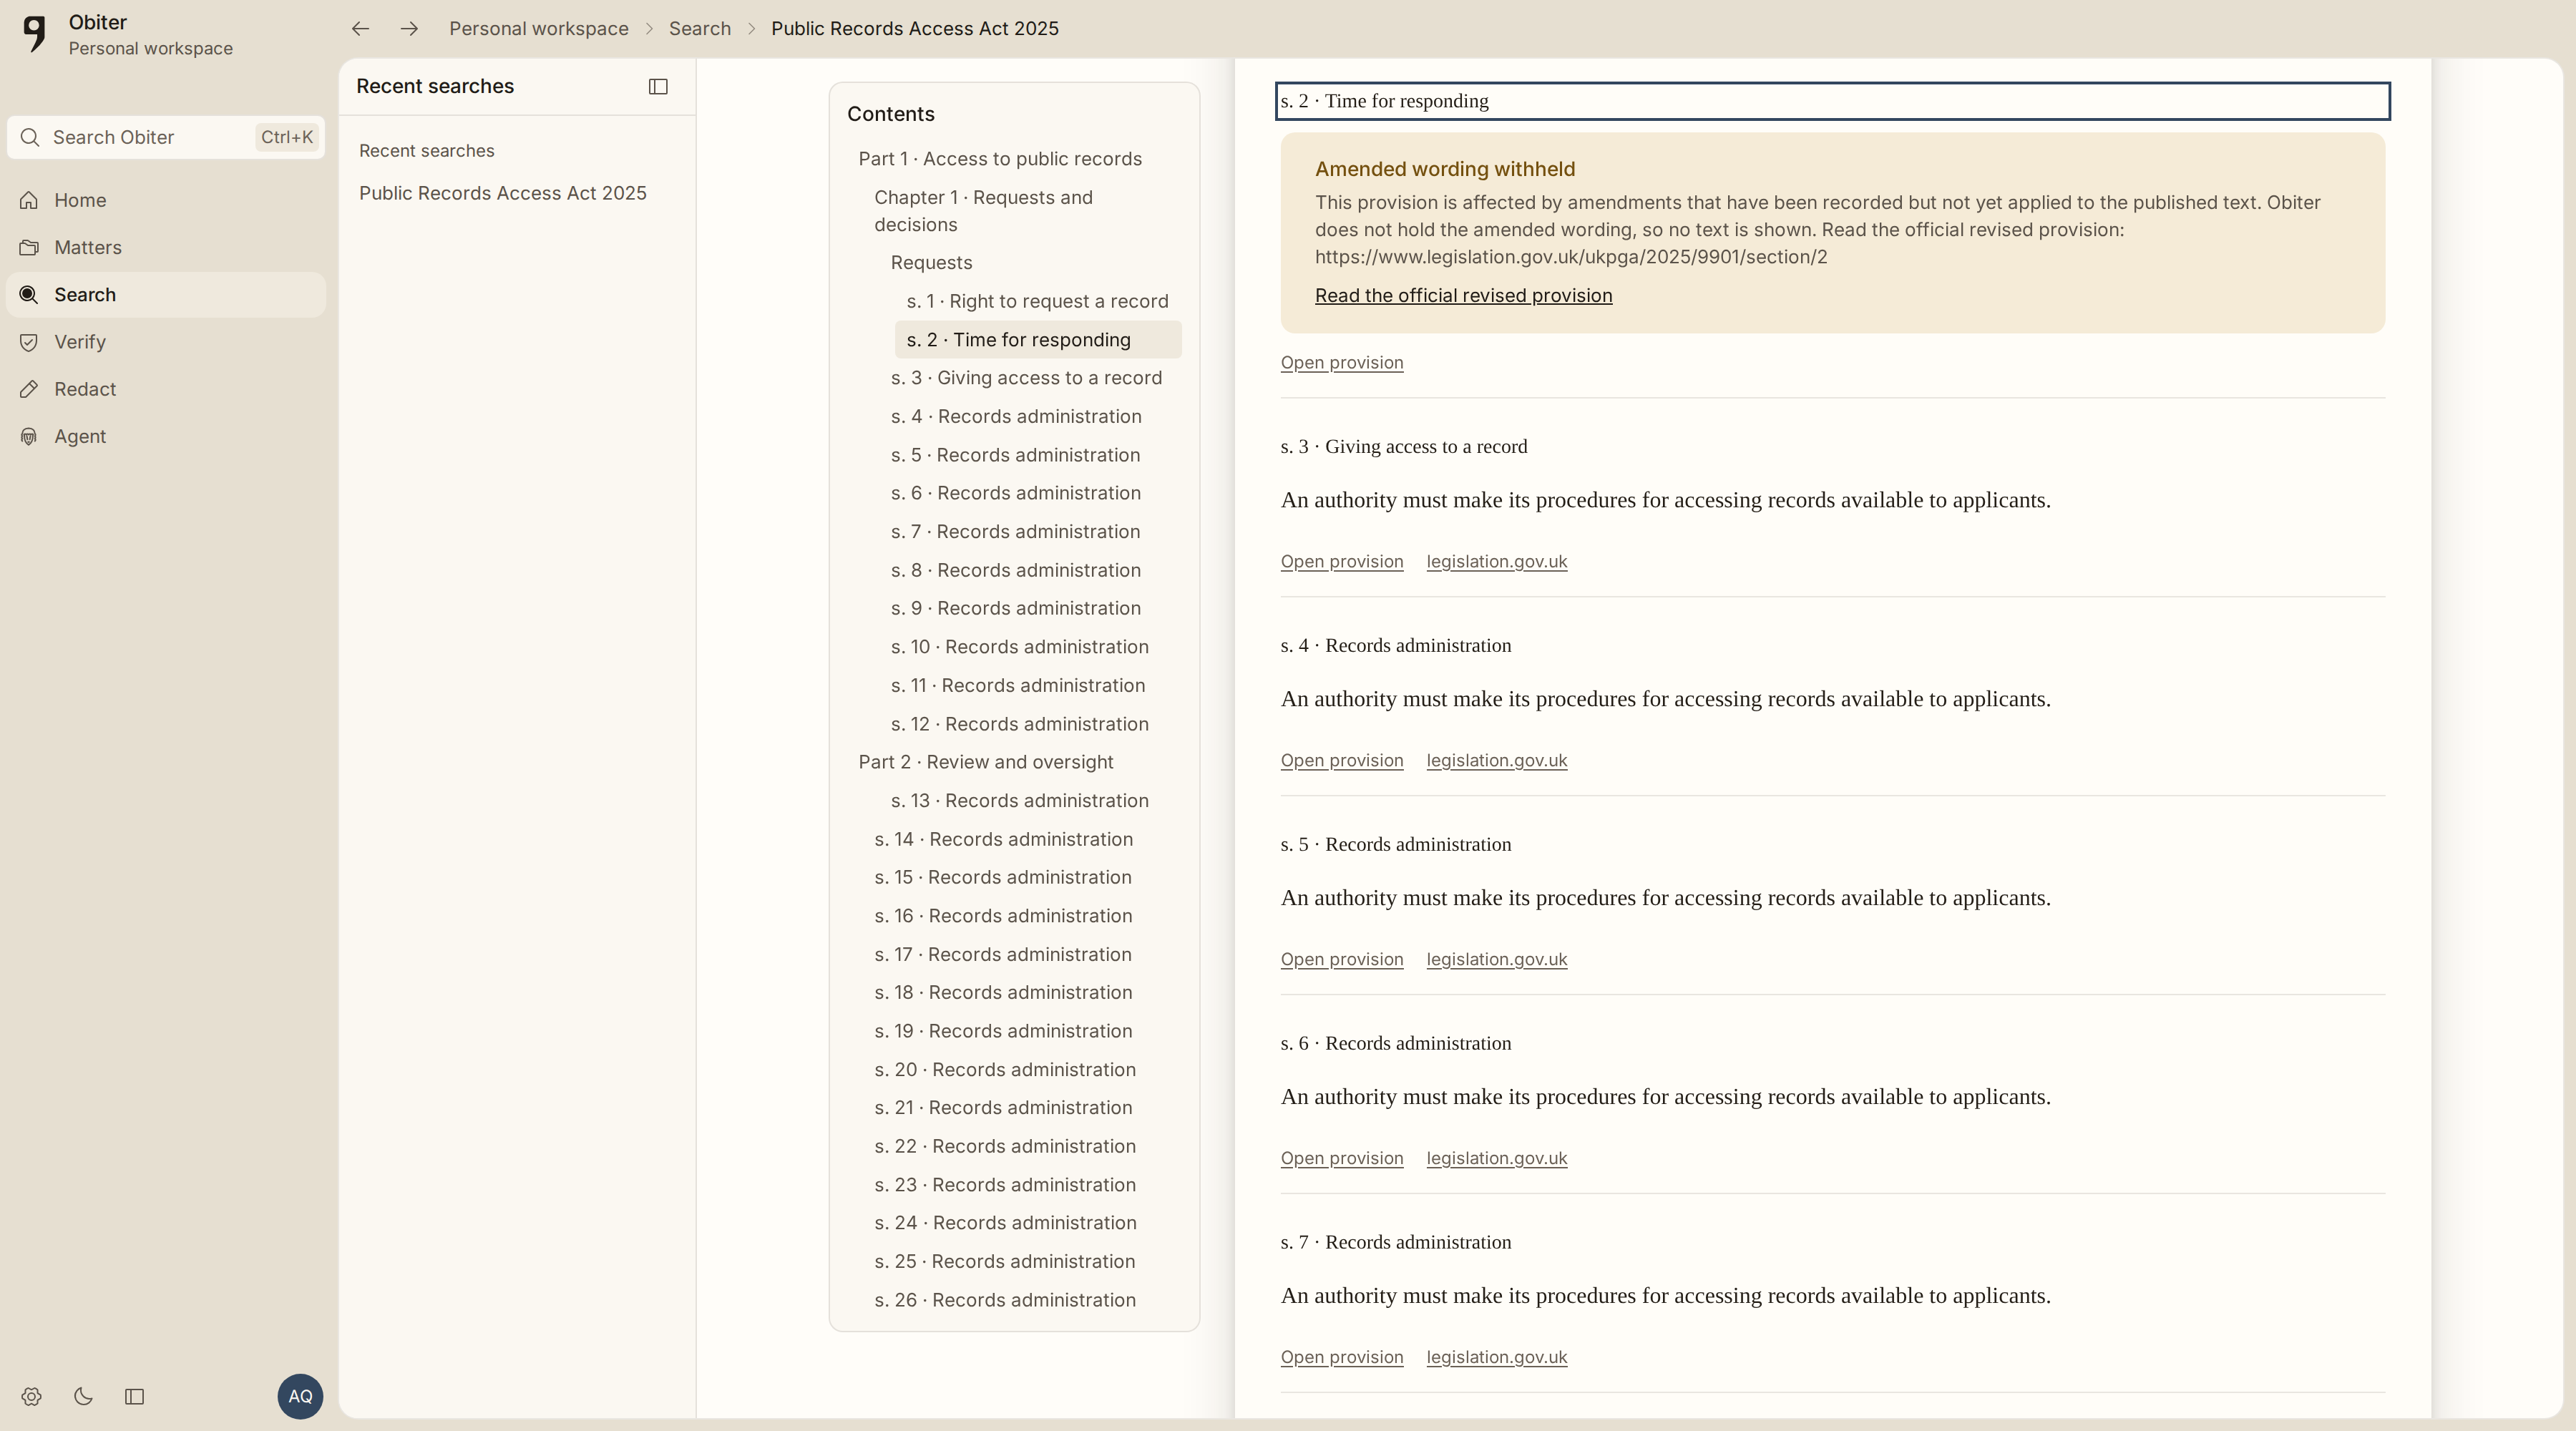 Obiter
Personal workspace
Search Obiter
Ctrl+K
Home
Matters
Search
Verify
Redact
Agent
AQ
Personal workspace
Search
Public Records Access Act 2025
Recent searches
Recent searches
Public Records Access Act 2025
Contents
Part 1 · Access to public records
Chapter 1 · Requests and
decisions
Requests
s. 1 · Right to request a record
s. 2 · Time for responding
s. 3 · Giving access to a record
s. 4 · Records administration
s. 5 · Records administration
s. 6 · Records administration
s. 7 · Records administration
s. 8 · Records administration
s. 9 · Records administration
s. 10 · Records administration
s. 11 · Records administration
s. 12 · Records administration
Part 2 · Review and oversight
s. 13 · Records administration
s. 14 · Records administration
s. 15 · Records administration
s. 16 · Records administration
s. 17 · Records administration
s. 18 · Records administration
s. 19 · Records administration
s. 20 · Records administration
s. 21 · Records administration
s. 22 · Records administration
s. 23 · Records administration
s. 24 · Records administration
s. 25 · Records administration
s. 26 · Records administration
s. 2 · Time for responding
Amended wording withheld
This provision is affected by amendments that have been recorded but not yet applied to the published text. Obiter
does not hold the amended wording, so no text is shown. Read the official revised provision:
https://www.legislation.gov.uk/ukpga/2025/9901/section/2
Read the official revised provision
Open provision
s. 3 · Giving access to a record
An authority must make its procedures for accessing records available to applicants.
Open provision legislation.gov.uk
s. 4 · Records administration
An authority must make its procedures for accessing records available to applicants.
Open provision legislation.gov.uk
s. 5 · Records administration
An authority must make its procedures for accessing records available to applicants.
Open provision legislation.gov.uk
s. 6 · Records administration
An authority must make its procedures for accessing records available to applicants.
Open provision legislation.gov.uk
s. 7 · Records administration
An authority must make its procedures for accessing records available to applicants.
Open provision legislation.gov.uk